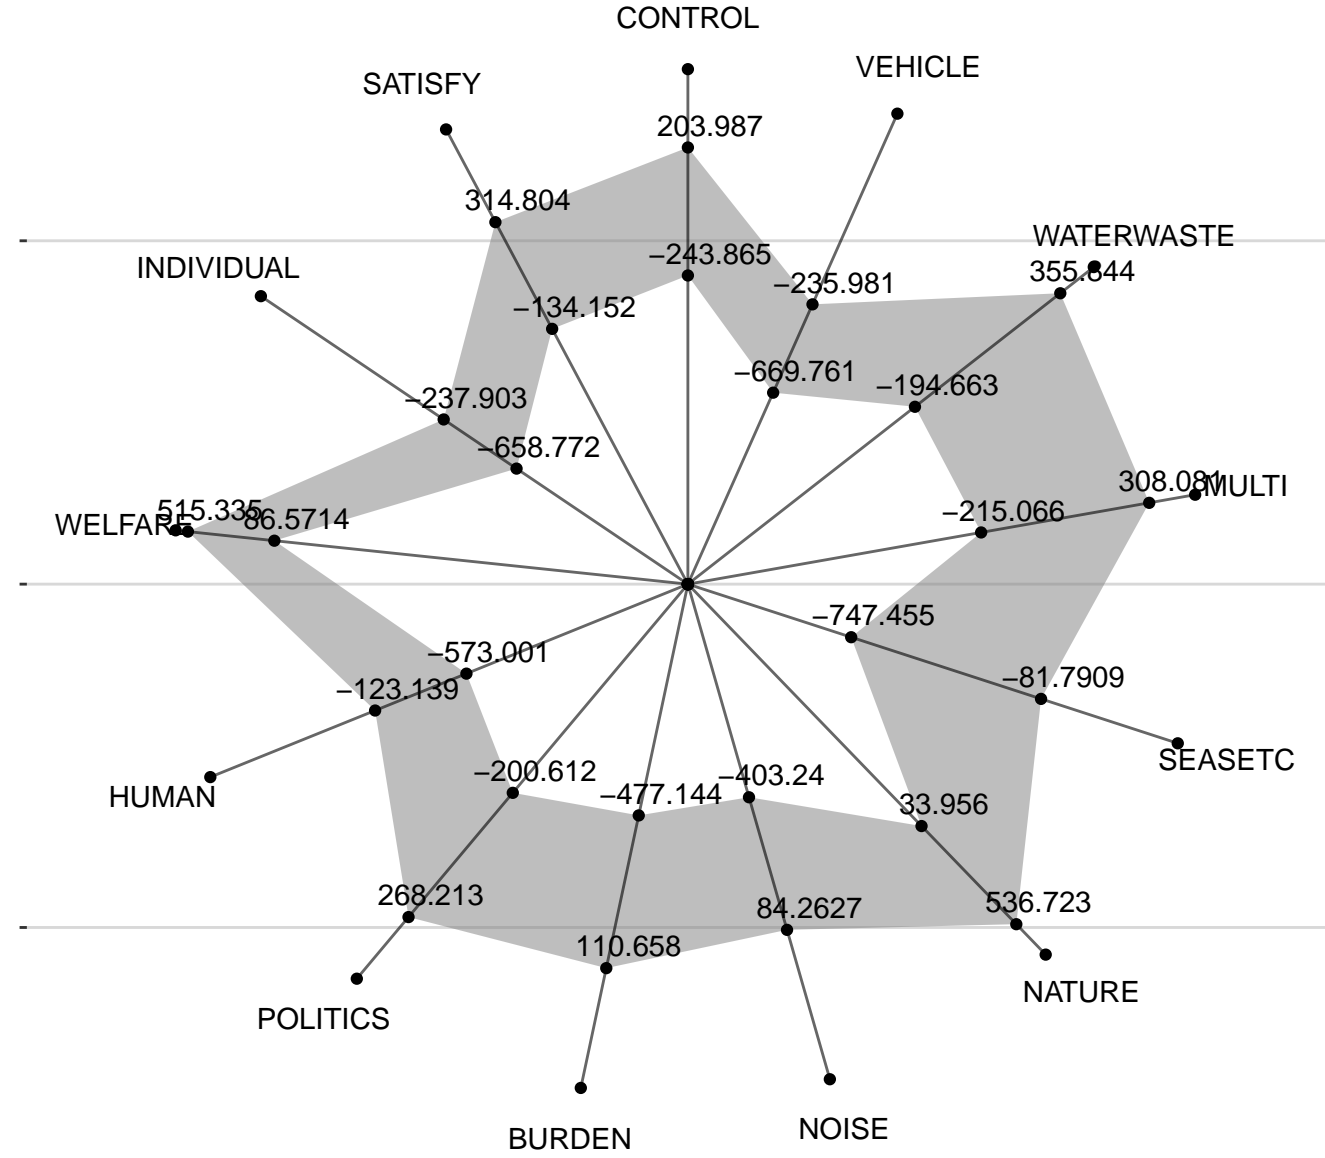 CONTROL
VEHICLE
SATISFY
203.987
314.804
WATERWASTE
−243.865
INDIVIDUAL
355.844
−235.981
−134.152
−669.761
−194.663
−237.903
−658.772
308.081
MULTI
515.335
86.5714
−215.066
WELFARE
−747.455
−573.001
−81.7909
−123.139
SEASETC
−200.612
−403.24
HUMAN
−477.144
33.956
268.213
84.2627
536.723
110.658
NATURE
POLITICS
NOISE
BURDEN